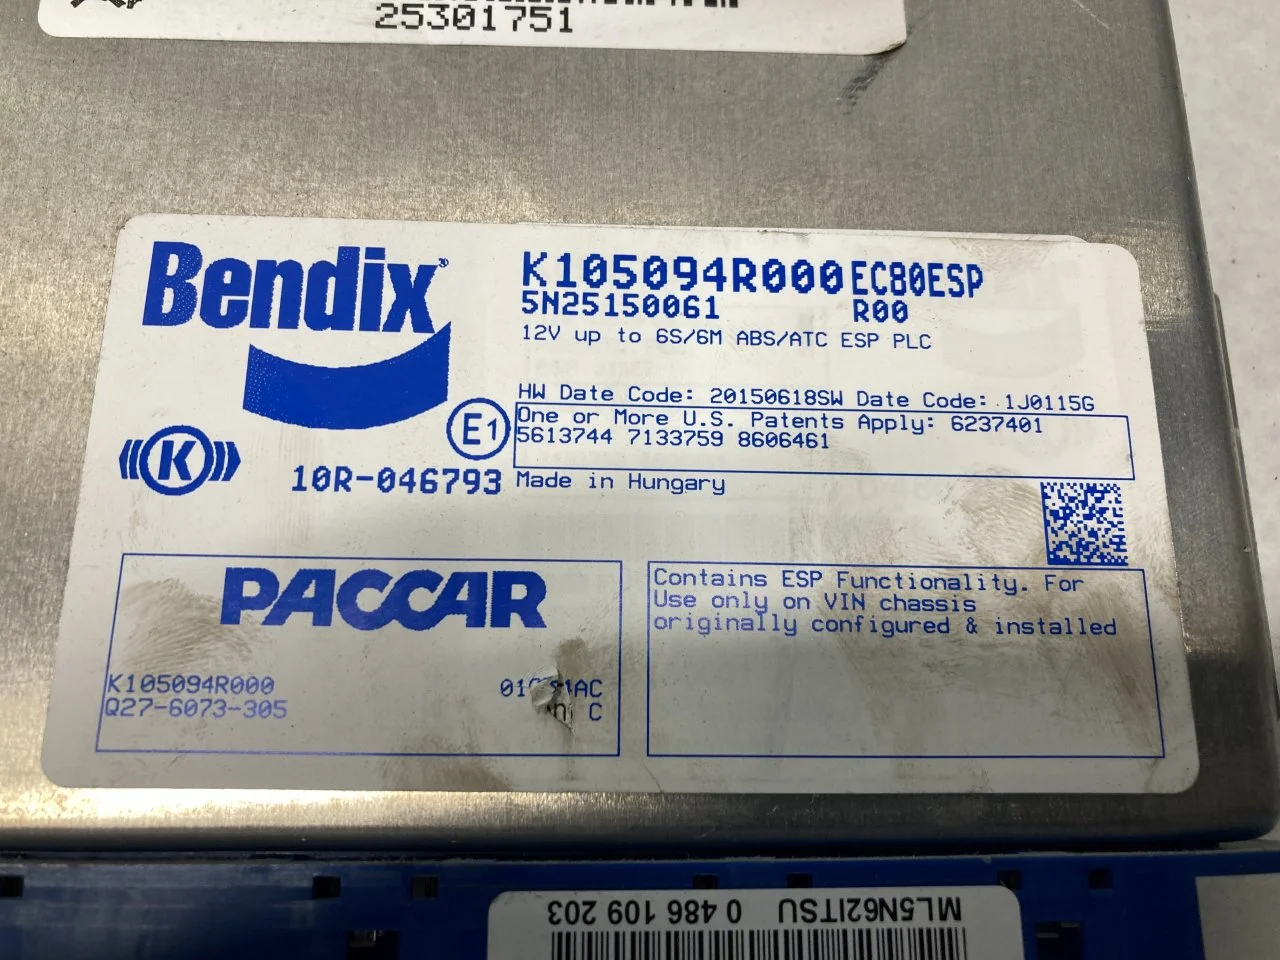 25301751
Bendix®
K105094R000 EC80ESP
5N25150061 R00
12V up to 6S/6M ABS/ATC ESP PLC
HW Date Code: 20150618SW Date Code: 1J0115G
One or More U.S. Patents Apply: 6237401
5613744 7133759 8606461
E1
K
10R-046793
Made in Hungary
PACCAR
K105094R000
Q27-6073-305
C
Contains ESP Functionality. For
Use only on VIN chassis
originally configured & installed
ML5N62ITSU 0 486 109 203